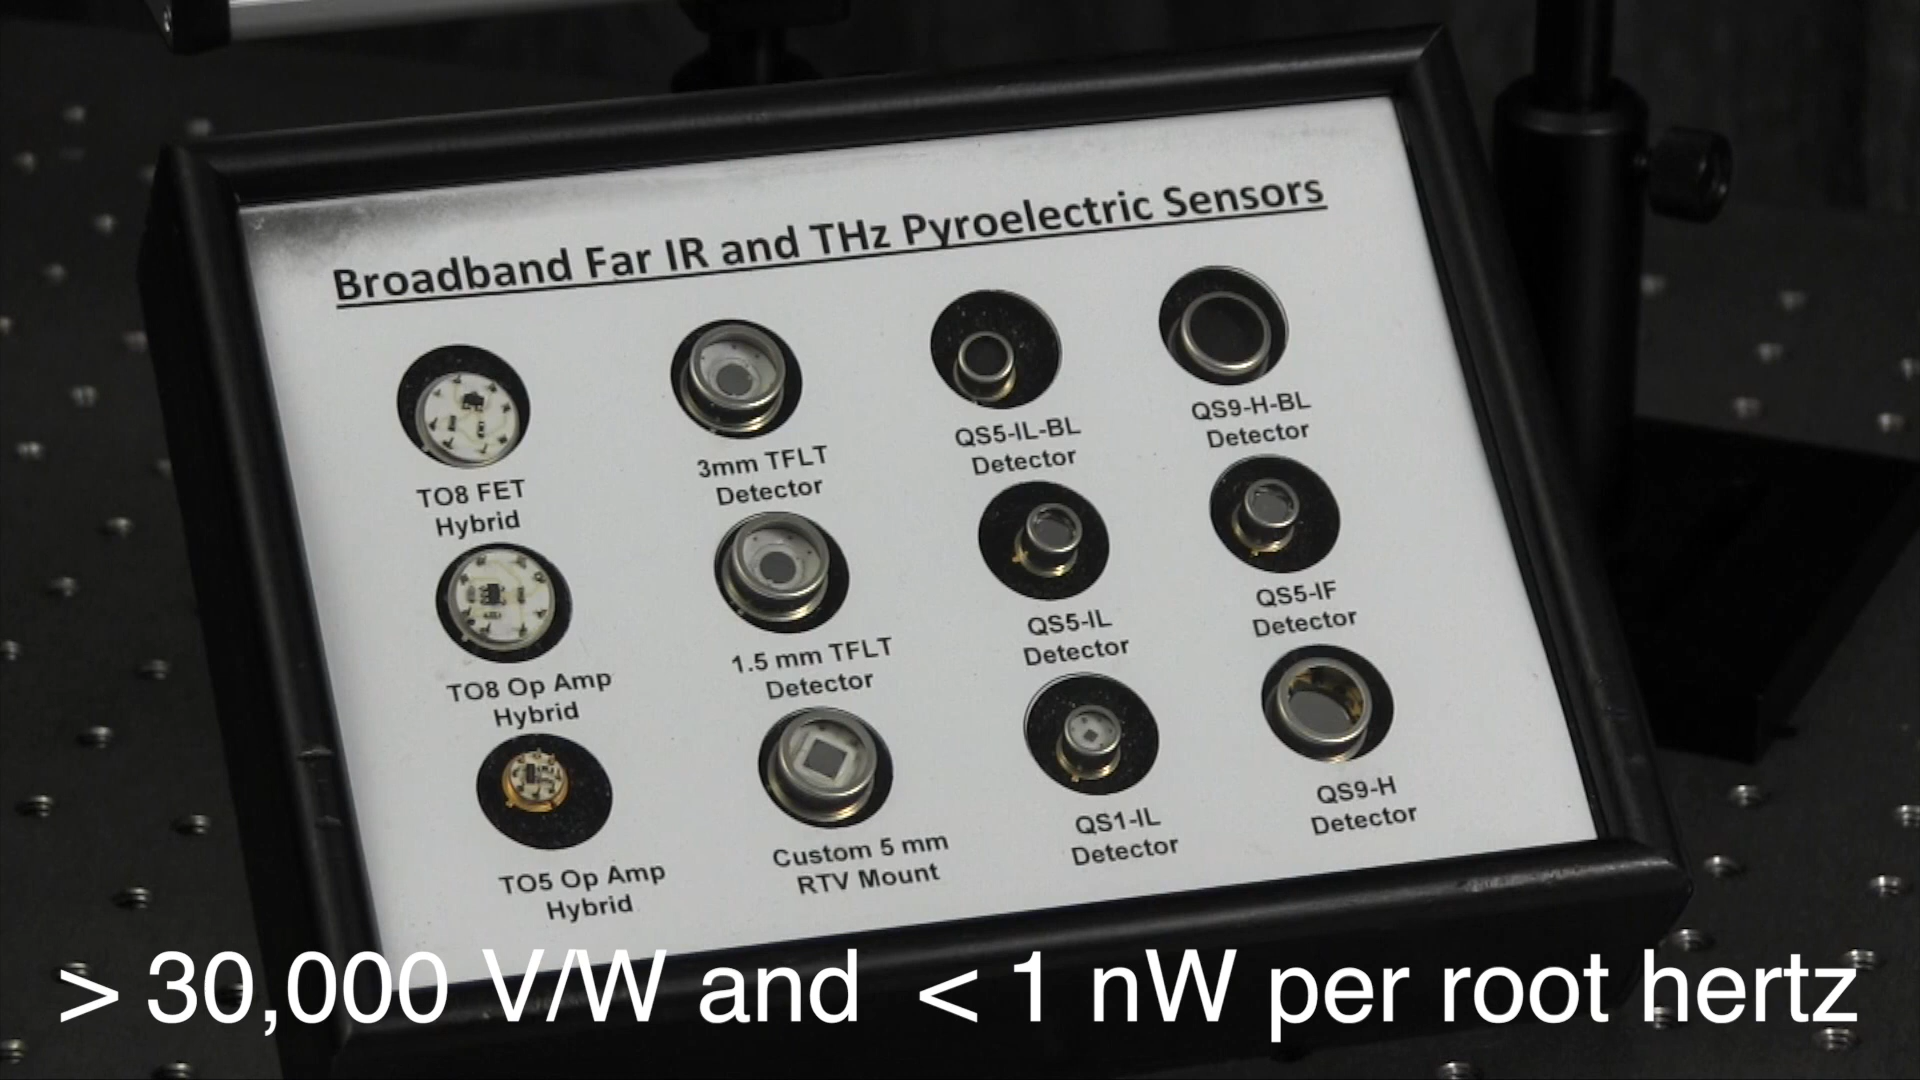 Broadband Far IR and THz Pyroelectric Sensors
TO8 FET
Hybrid
3mm TFLT
Detector
QS5-IL-BL
Detector
QS9-H-BL
Detector
TO8 Op Amp
Hybrid
1.5 mm TFLT
Detector
QS5-IL
Detector
QS5-IF
Detector
TO5 Op Amp
Hybrid
Custom 5 mm
RTV Mount
QS1-IL
Detector
QS9-H
Detector
> 30,000 V/W and < 1 nW per root hertz